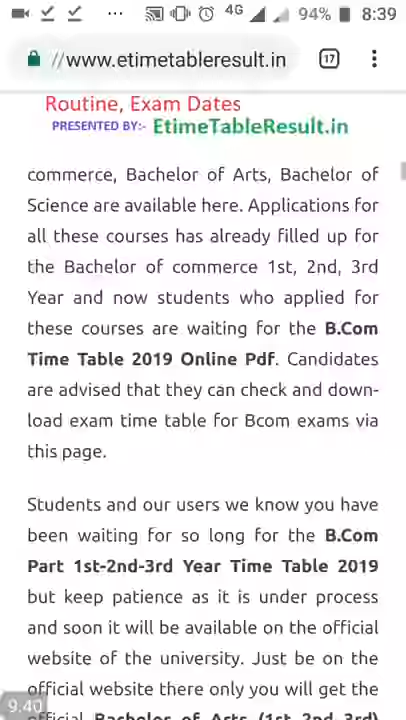 4G 94% 8:39
//www.etimetableresult.in 17
Routine, Exam Dates
PRESENTED BY:- EtimeTableResult.in
commerce, Bachelor of Arts, Bachelor of
Science are available here. Applications for
all these courses has already filled up for
the Bachelor of commerce 1st, 2nd, 3rd
Year and now students who applied for
these courses are waiting for the B.Com
Time Table 2019 Online Pdf. Candidates
are advised that they can check and down-
load exam time table for Bcom exams via
this page.
Students and our users we know you have
been waiting for so long for the B.Com
Part 1st-2nd-3rd Year Time Table 2019
but keep patience as it is under process
and soon it will be available on the official
website of the university. Just be on the
official website there only you will get the
9.40 official Bachelor of Arts (1st 2nd 3rd)